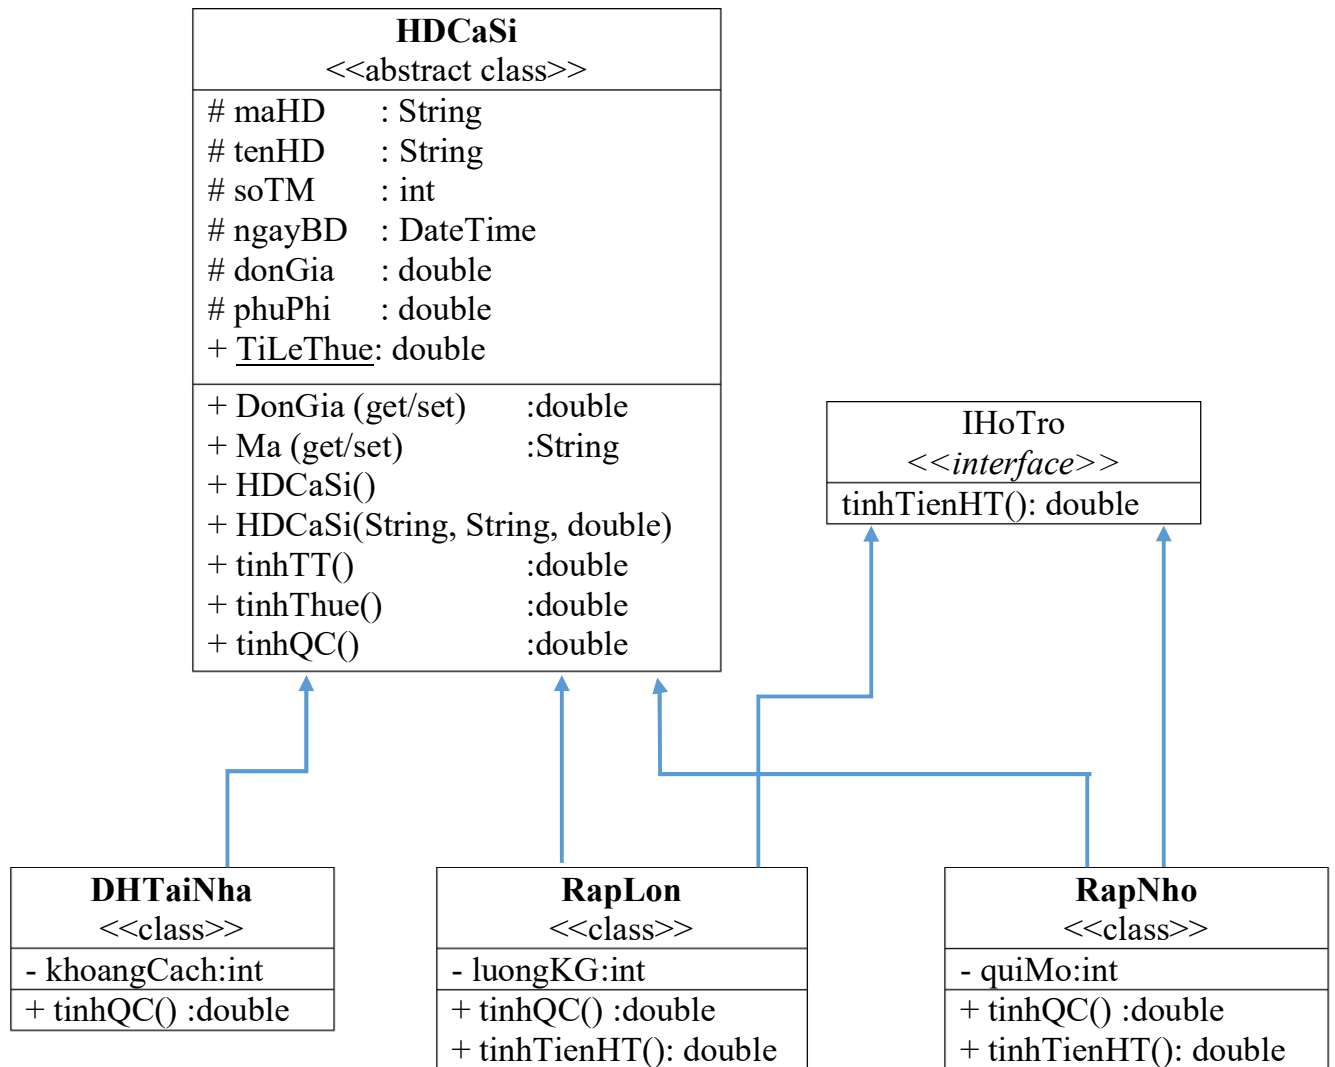 HDCaSi
<<abstract class>>
# maHD : String
# tenHD : String
# soTM : int
# ngayBD : DateTime
# donGia : double
# phuPhi : double
+ TiLeThue: double
+ DonGia (get/set) :double
+ Ma (get/set) :String
+ HDCaSi()
+ HDCaSi(String, String, double)
+ tinhTT() :double
+ tinhThue() :double
+ tinhQC() :double
IHoTro
<<interface>>
tinhTienHT(): double
DHTaiNha
<<class>>
- khoangCach:int
+ tinhQC() :double
RapLon
<<class>>
- luongKG:int
+ tinhQC() :double
+ tinhTienHT(): double
RapNho
<<class>>
- quiMo:int
+ tinhQC() :double
+ tinhTienHT(): double